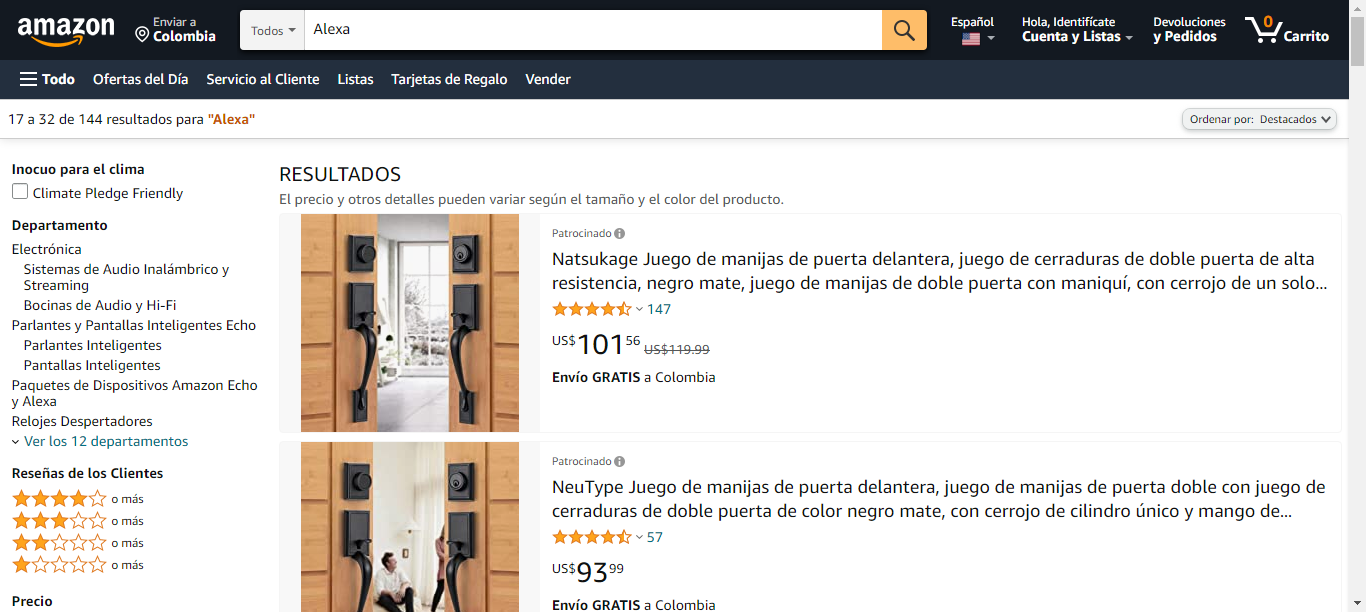 amazon
Enviar a
Colombia
Todos
Alexa
Español
Hola, Identifícate
Cuenta y Listas
Devoluciones
y Pedidos
0
Carrito
Todo
Ofertas del Día
Servicio al Cliente
Listas
Tarjetas de Regalo
Vender
17 a 32 de 144 resultados para "Alexa"
Ordenar por: Destacados
Inocuo para el clima
Climate Pledge Friendly
Departamento
Electrónica
Sistemas de Audio Inalámbrico y
Streaming
Bocinas de Audio y Hi-Fi
Parlantes y Pantallas Inteligentes Echo
Parlantes Inteligentes
Pantallas Inteligentes
Paquetes de Dispositivos Amazon Echo
y Alexa
Relojes Despertadores
Ver los 12 departamentos
Reseñas de los Clientes
o más
o más
o más
o más
Precio
RESULTADOS
El precio y otros detalles pueden variar según el tamaño y el color del producto.
Patrocinado
Natsukage Juego de manijas de puerta delantera, juego de cerraduras de doble puerta de alta
resistencia, negro mate, juego de manijas de doble puerta con maniquí, con cerrojo de un solo...
147
US$10156 US$119.99
Envío GRATIS a Colombia
Patrocinado
NeuType Juego de manijas de puerta delantera, juego de manijas de puerta doble con juego de
cerraduras de doble puerta de color negro mate, con cerrojo de cilindro único y mango de...
57
US$9399
Envío GRATIS a Colombia